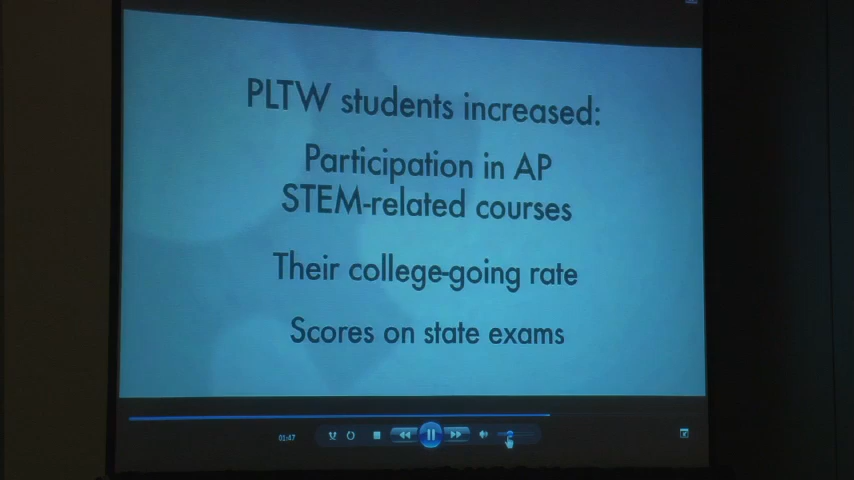 PLTW students increased:
Participation in AP
STEM-related courses
Their college-going rate
Scores on state exams
01:47